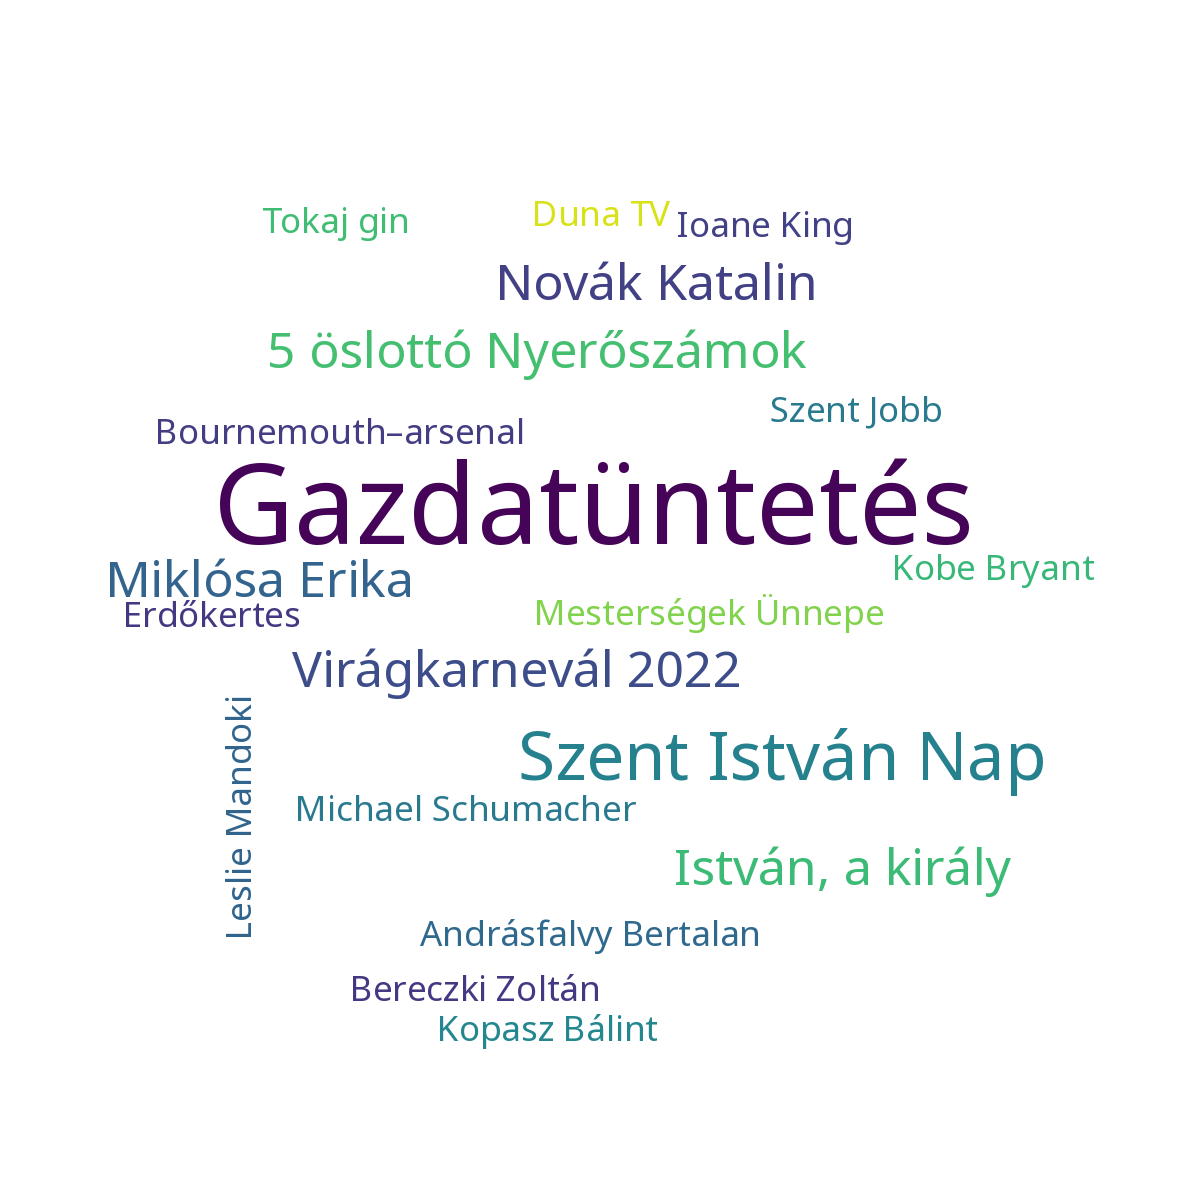 Tokaj gin
Duna TV
Ioane King
Novák Katalin
5 öslottó Nyerőszámok
Szent Jobb
Bournemouth–arsenal
Gazdatüntetés
Miklósa Erika
Kobe Bryant
Erdőkertes
Mesterségek Ünnepe
Virágkarnevál 2022
Leslie Mandoki
Szent István Nap
Michael Schumacher
István, a király
Andrásfalvy Bertalan
Bereczki Zoltán
Kopasz Bálint